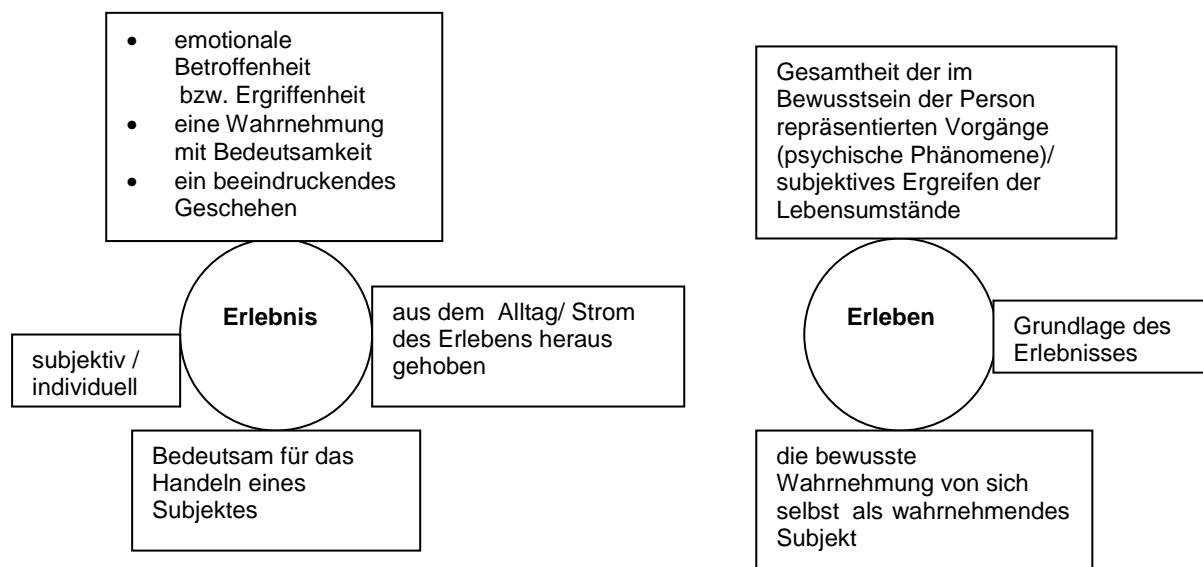 • emotionale
Betroffenheit
bzw. Ergriffenheit
• eine Wahrnehmung
mit Bedeutsamkeit
• ein beeindruckendes
Geschehen
Erlebnis
subjektiv /
individuell
aus dem Alltag/ Strom
des Erlebens heraus
gehoben
Bedeutsam für das
Handeln eines
Subjektes
Gesamtheit der im
Bewusstsein der Person
repräsentierten Vorgänge
(psychische Phänomene)/
subjektives Ergreifen der
Lebensumstände
Erleben
Grundlage des
Erlebnisses
die bewusste
Wahrnehmung von sich
selbst als wahrnehmendes
Subjekt